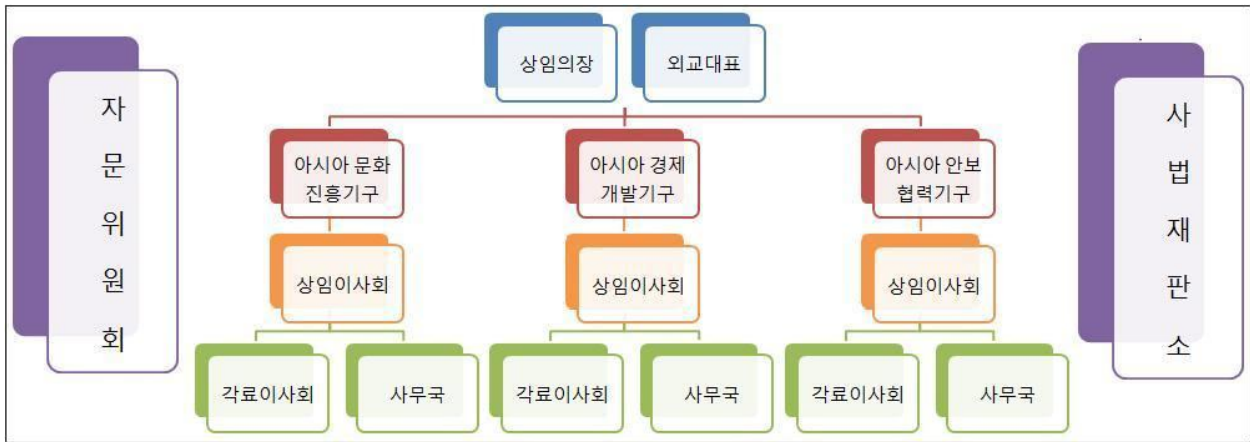 자문위원회
상임의장
외교대표
사법재판소
아시아 문화
진흥기구
아시아 경제
개발기구
아시아 안보
협력기구
상임이사회
상임이사회
상임이사회
각료이사회
사무국
각료이사회
사무국
각료이사회
사무국